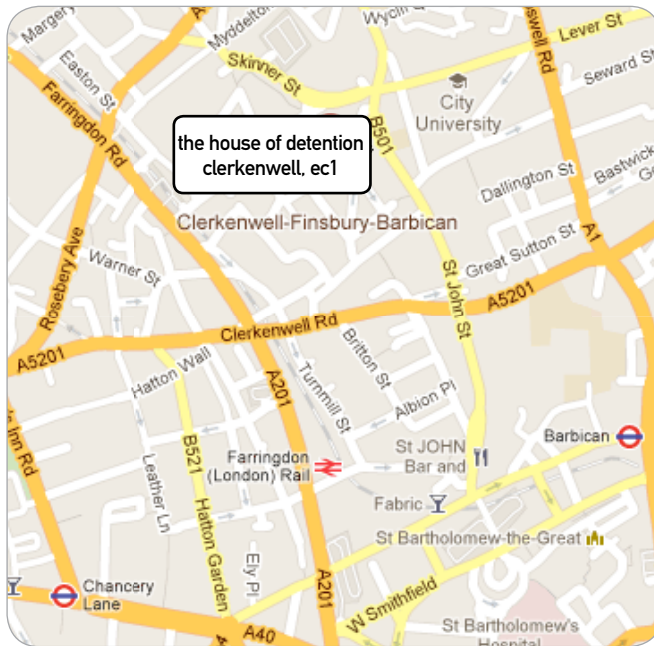 Margery
Myddelton
Wyclif
Lever St
Skinner St
Easton St
Farringdon Rd
Seward St
City
University
B501
the house of detention
clerkenwell, ec1
Dallington St
Bastwick
Clerkenwell-Finsbury-Barbican
A1
Great Sutton St
Rosebery Ave
Warner St
St John St
A5201
Clerkenwell Rd
A5201
Hatton Wall
Britton St
Turnmill St
A201
Albion Pl
B521
St JOHN
Bar and
Barbican
Inn Rd
Leather Ln
Farringdon
(London) Rail
Hatton Garden
Fabric
St Bartholomew-the-Great
Ely Pl
Chancery
Lane
A201
W Smithfield
A40
St Bartholomew's
Hospital